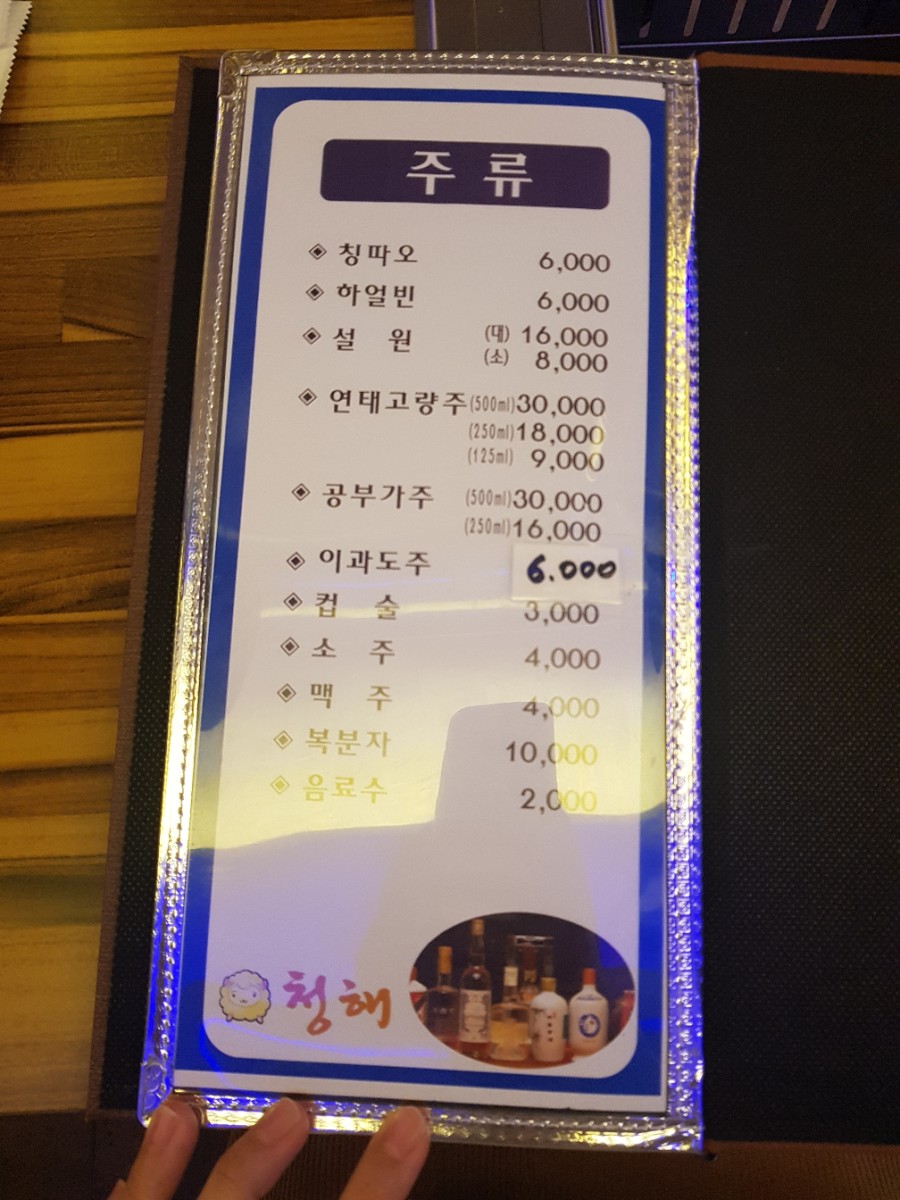 주 류
◈ 칭따오 6,000
◈ 하얼빈 6,000
◈ 설 원 (대) 16,000
(소) 8,000
◈ 연태고량주 (500ml) 30,000
(250ml) 18,000
(125ml) 9,000
◈ 공부가주 (500ml) 30,000
(250ml) 16,000
◈ 이과도주 6.000
◈ 컵 술 3,000
◈ 소 주 4,000
◈ 맥 주 4,000
◈ 복분자 10,000
◈ 음료수 2,000
청해